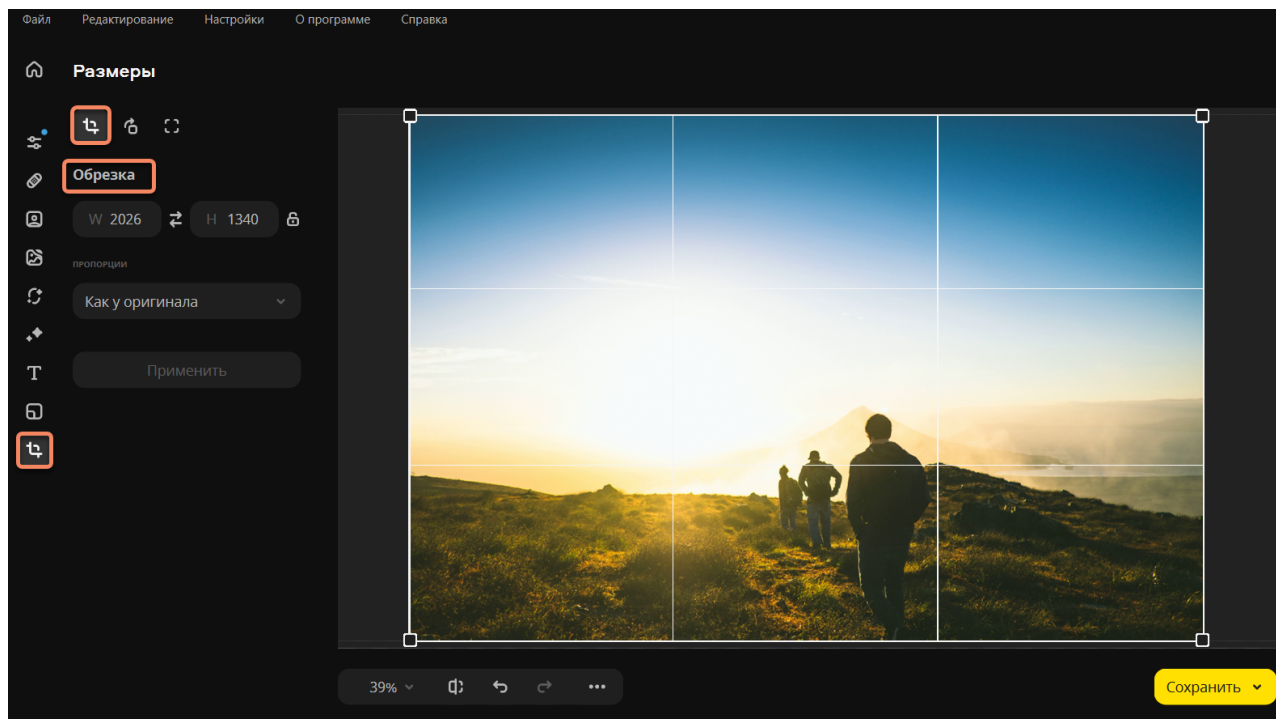 Файл Редактирование Настройки О программе Справка
Размеры
Обрезка
W 2026 H 1340
ПРОПОРЦИИ
Как у оригинала
Применить
T
39%
Сохранить